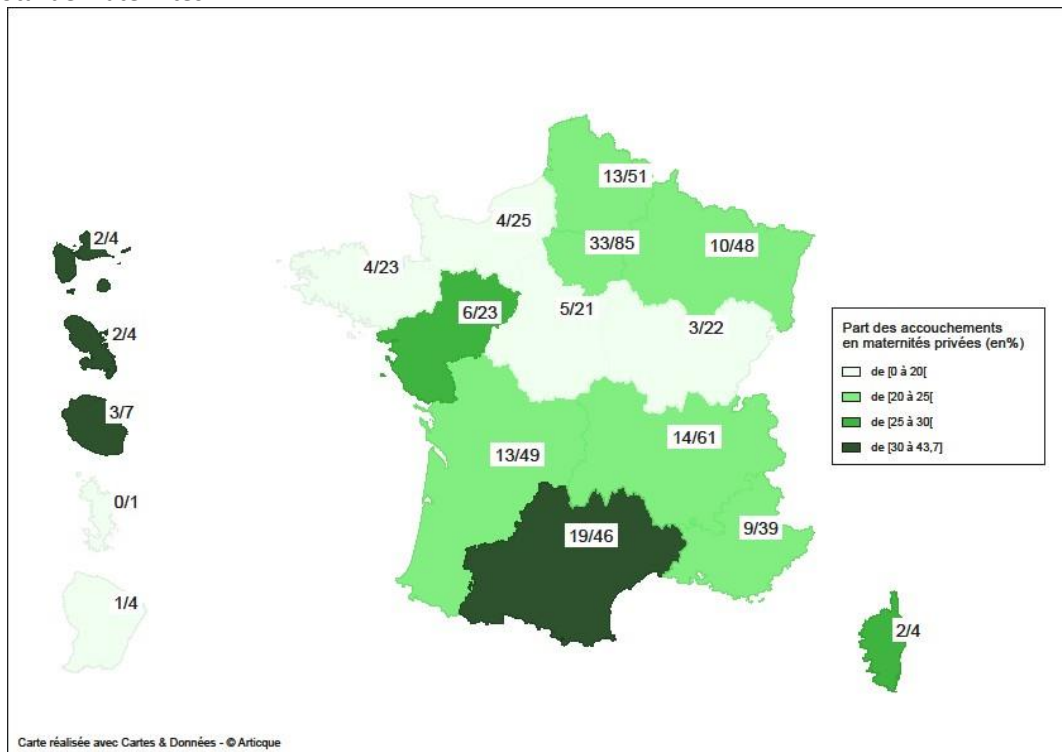 13/51
4/25
2/4
33/85
10/48
4/23
6/23
5/21
3/22
2/4
Part des accouchements
en maternités privées (en%)
de [0 à 20[
de [20 à 25[
de [25 à 30[
de [30 à 43,7]
3/7
14/61
13/49
0/1
19/46
9/39
1/4
2/4
Carte réalisée avec Cartes & Données - © Articque